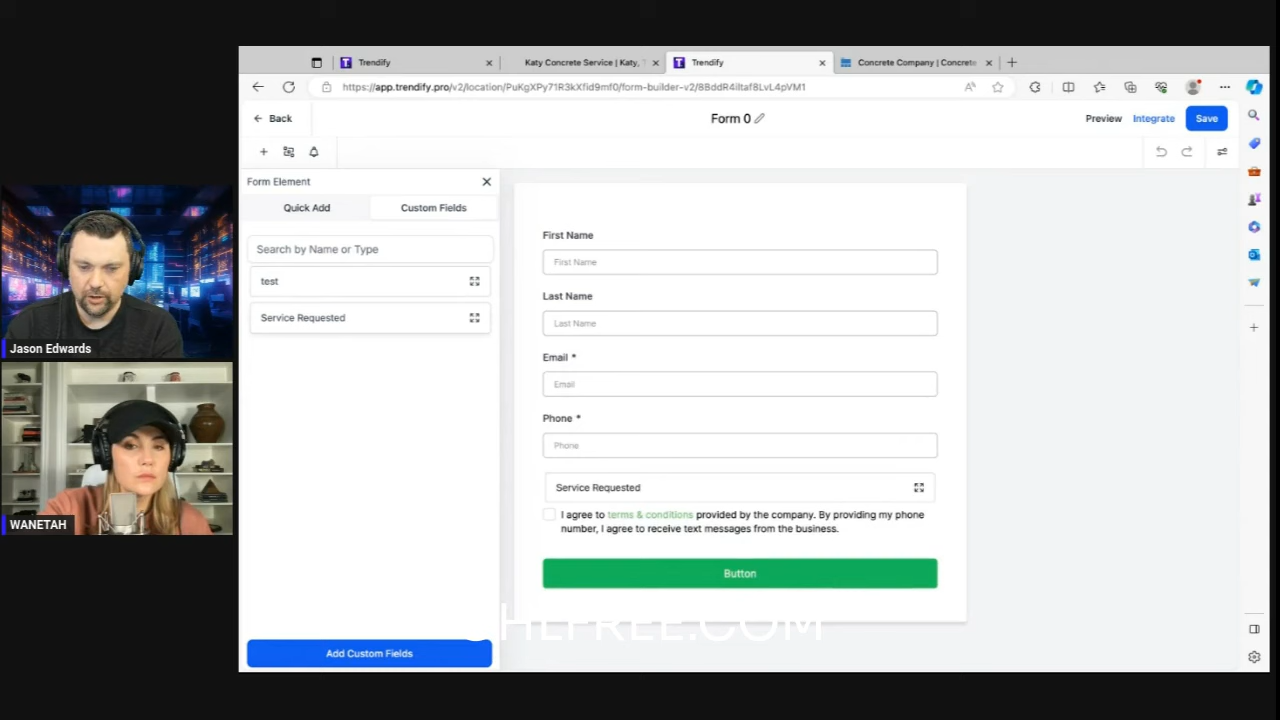 Trendify
Katy Concrete Service | Katy,
Trendify
Concrete Company | Concrete
https://app.trendify.pro/v2/location/PuKgXPy71R3kXfid9mf0/form-builder-v2/8BddR4iltaf8LvL4pVM1
Back
Form 0
Preview
Integrate
Save
Form Element
Quick Add
Custom Fields
Search by Name or Type
test
Service Requested
First Name
First Name
Last Name
Last Name
Email *
Email
Phone *
Phone
Service Requested
I agree to terms & conditions provided by the company. By providing my phone
number, I agree to receive text messages from the business.
Button
Add Custom Fields
GHLFREE.COM
Jason Edwards
WANETAH